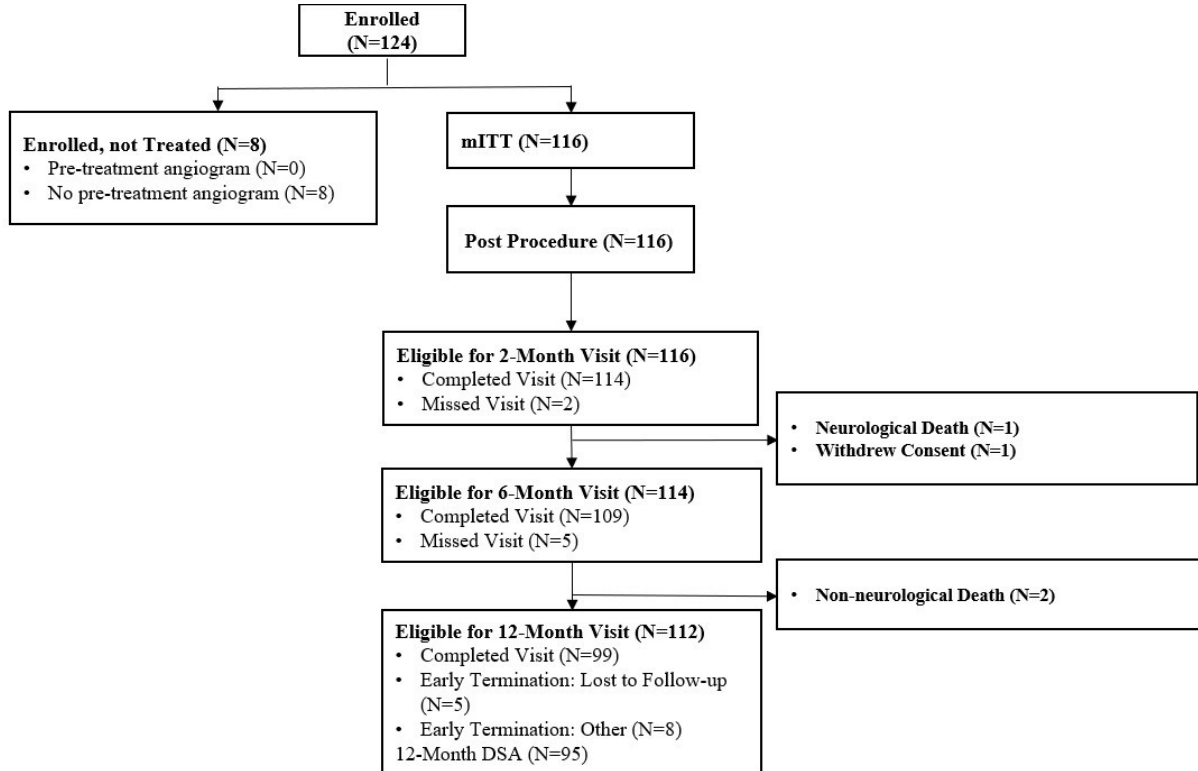 Enrolled
(N=124)
Enrolled, not Treated (N=8)
• Pre-treatment angiogram (N=0)
• No pre-treatment angiogram (N=8)
mITT (N=116)
Post Procedure (N=116)
Eligible for 2-Month Visit (N=116)
• Completed Visit (N=114)
• Missed Visit (N=2)
• Neurological Death (N=1)
• Withdrew Consent (N=1)
Eligible for 6-Month Visit (N=114)
• Completed Visit (N=109)
• Missed Visit (N=5)
• Non-neurological Death (N=2)
Eligible for 12-Month Visit (N=112)
• Completed Visit (N=99)
• Early Termination: Lost to Follow-up
(N=5)
• Early Termination: Other (N=8)
12-Month DSA (N=95)